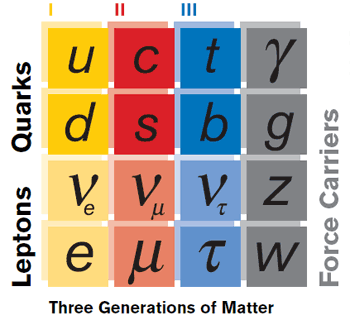 I II III
Quarks
u c t γ
d s b g
Leptons
νe νμ ντ z
e μ τ w
Force Carriers
Three Generations of Matter